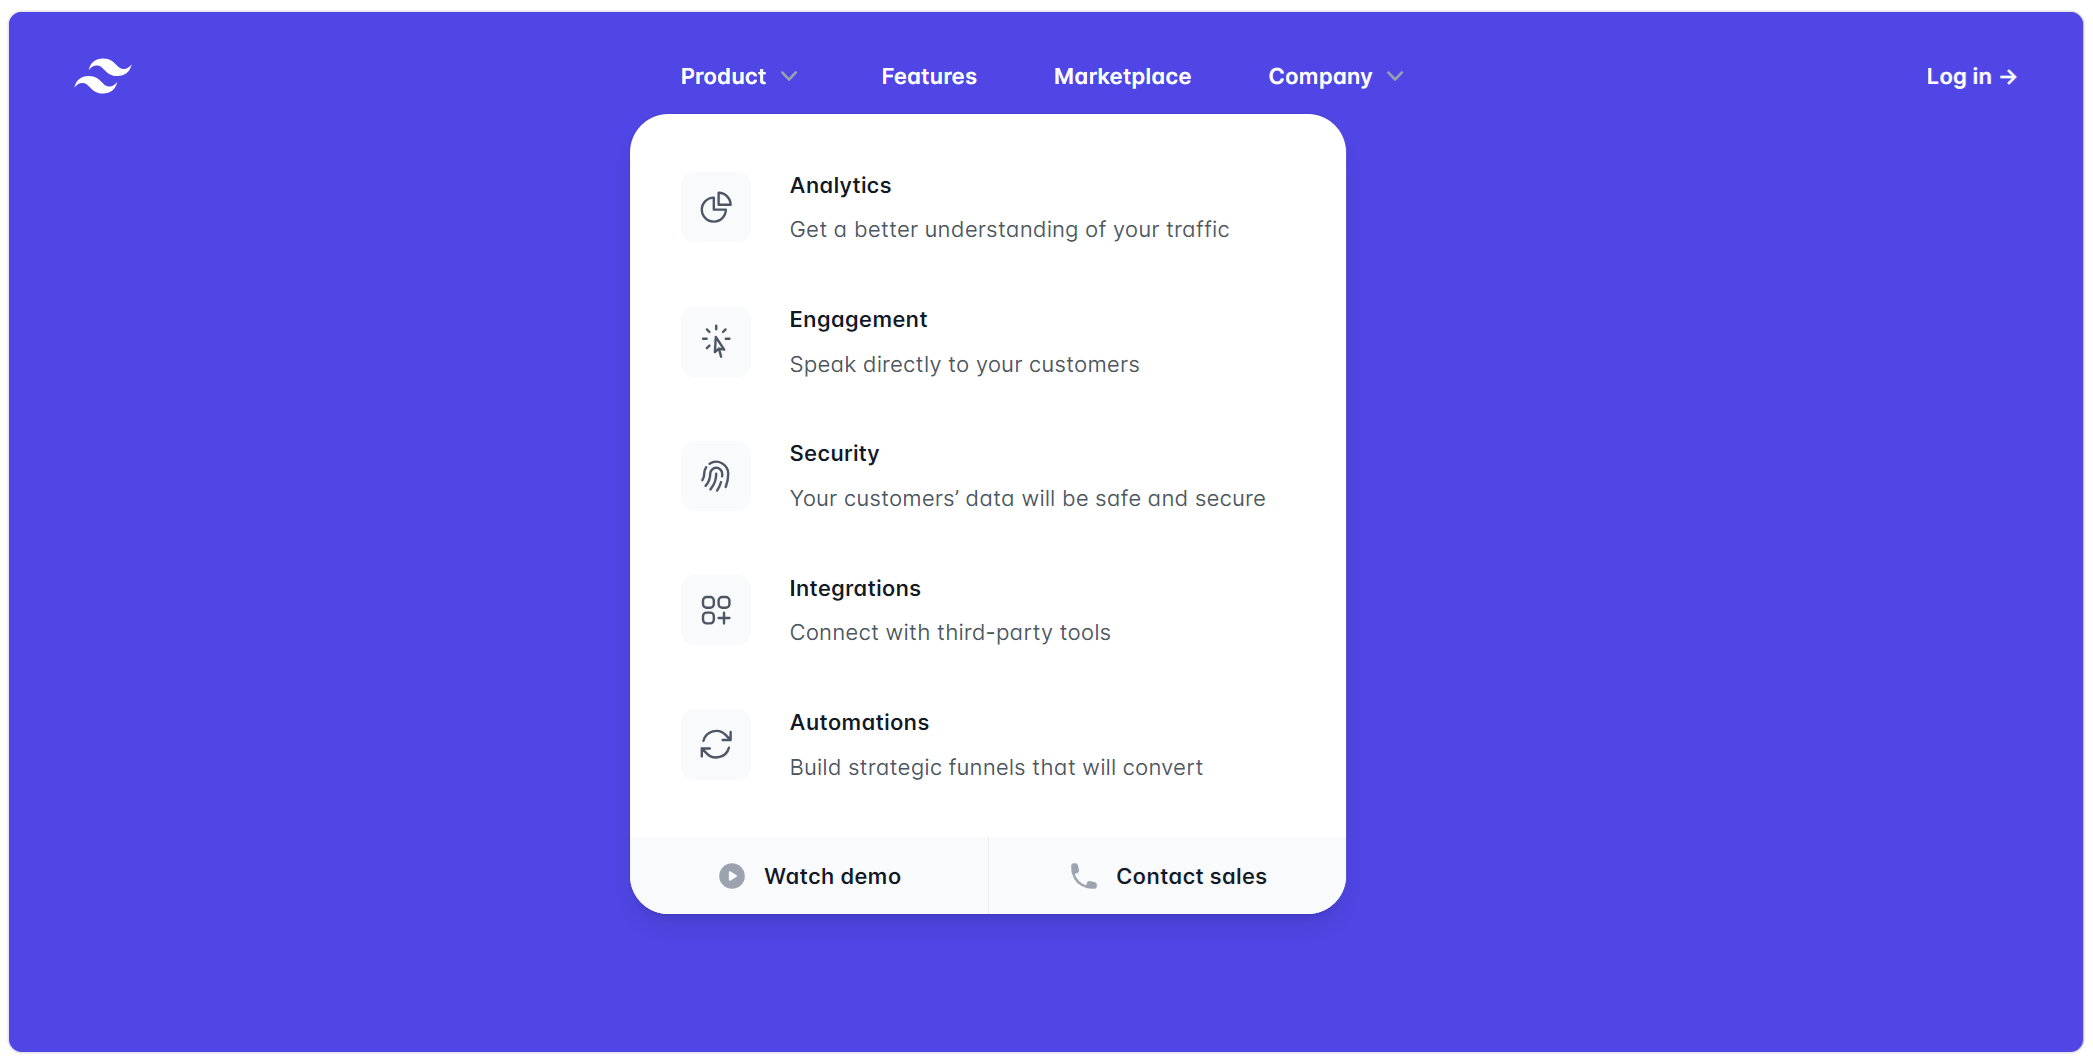 Product
Features
Marketplace
Company
Log in →
Analytics
Get a better understanding of your traffic
Engagement
Speak directly to your customers
Security
Your customers’ data will be safe and secure
Integrations
Connect with third-party tools
Automations
Build strategic funnels that will convert
Watch demo
Contact sales